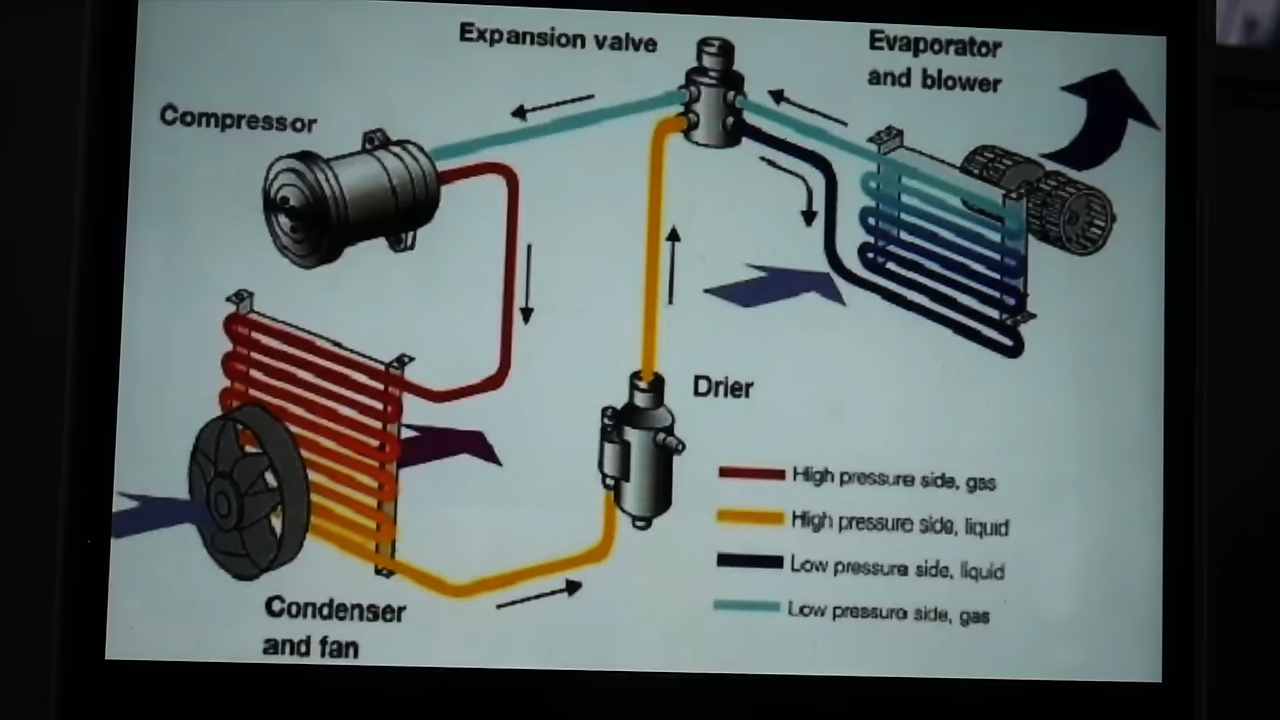 Expansion valve
Evaporator
and blower
Compressor
Drier
High pressure side, gas
High pressure side, liquid
Low pressure side, liquid
Low pressure side, gas
Condenser
and fan